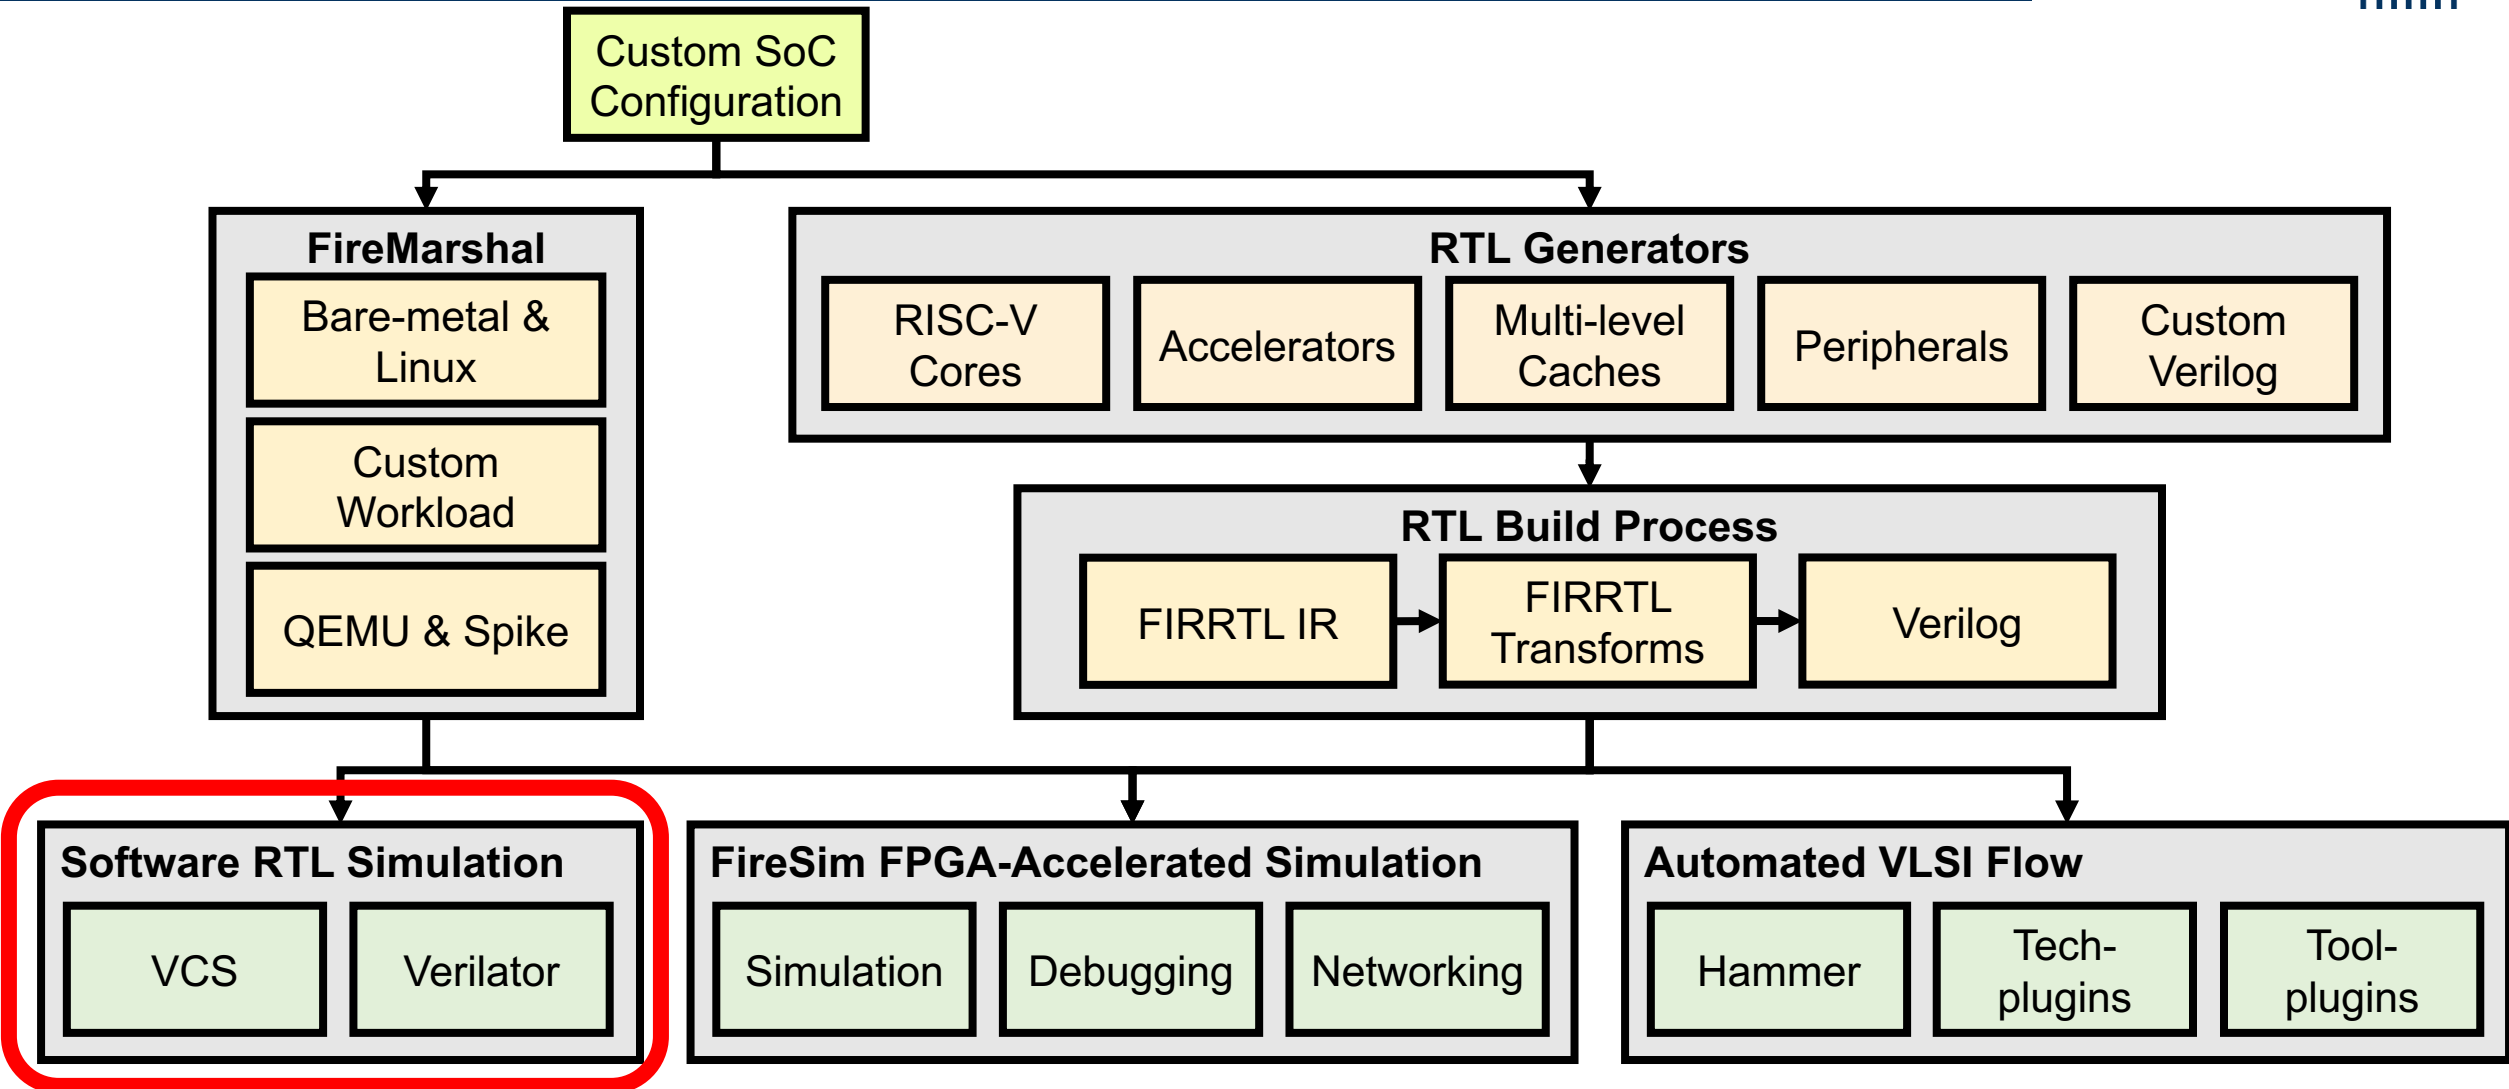 Custom SoC
Configuration
FireMarshal
Bare-metal &
Linux
Custom
Workload
QEMU & Spike
RTL Generators
RISC-V
Cores
Accelerators
Multi-level
Caches
Peripherals
Custom
Verilog
RTL Build Process
FIRRTL IR
FIRRTL
Transforms
Verilog
Software RTL Simulation
VCS
Verilator
FireSim FPGA-Accelerated Simulation
Simulation
Debugging
Networking
Automated VLSI Flow
Hammer
Tech-
plugins
Tool-
plugins